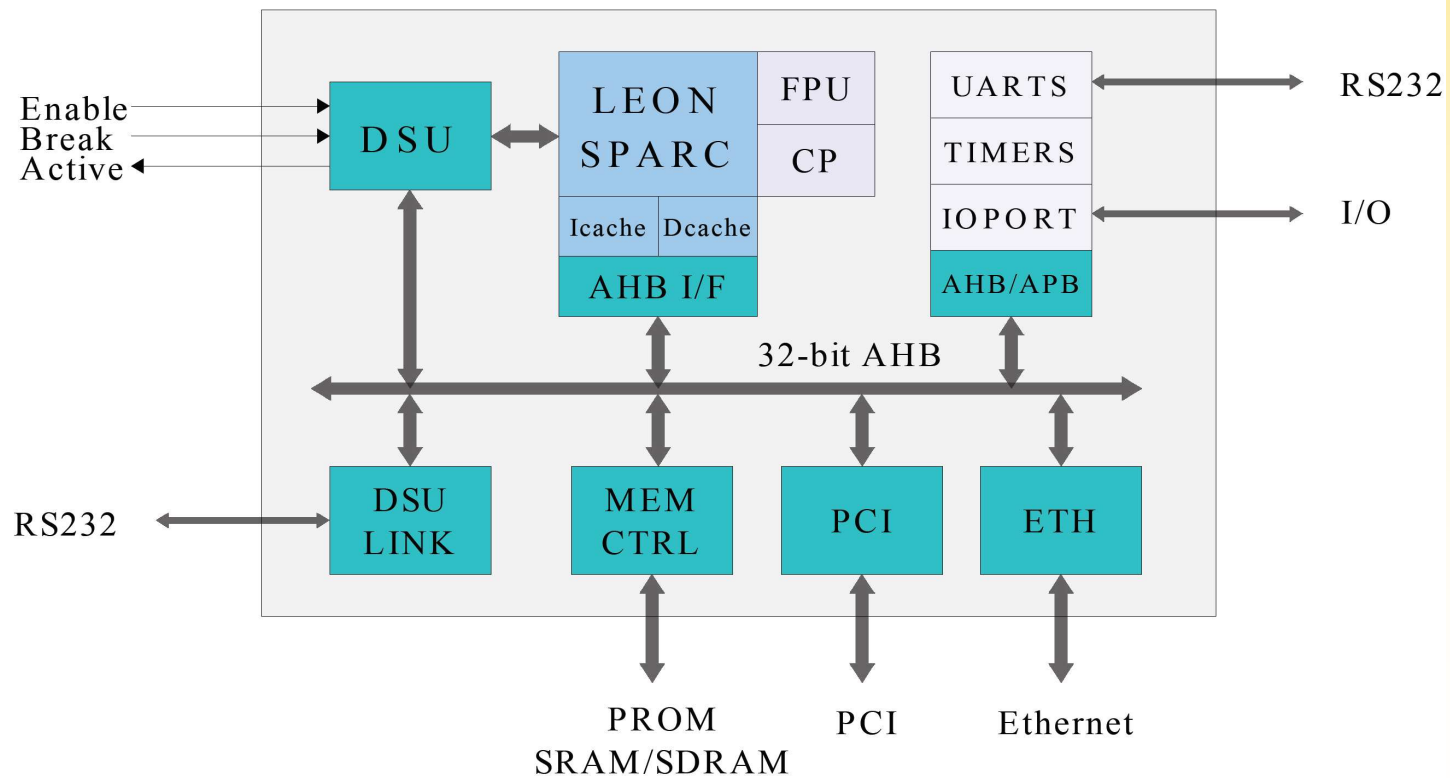 Enable
Break
Active
DSU
LEON
SPARC
FPU
CP
Icache
Dcache
AHB I/F
UARTS
TIMERS
IOPORT
AHB/APB
RS232
I/O
32-bit AHB
RS232
DSU
LINK
MEM
CTRL
PCI
ETH
PROM
SRAM/SDRAM
PCI
Ethernet